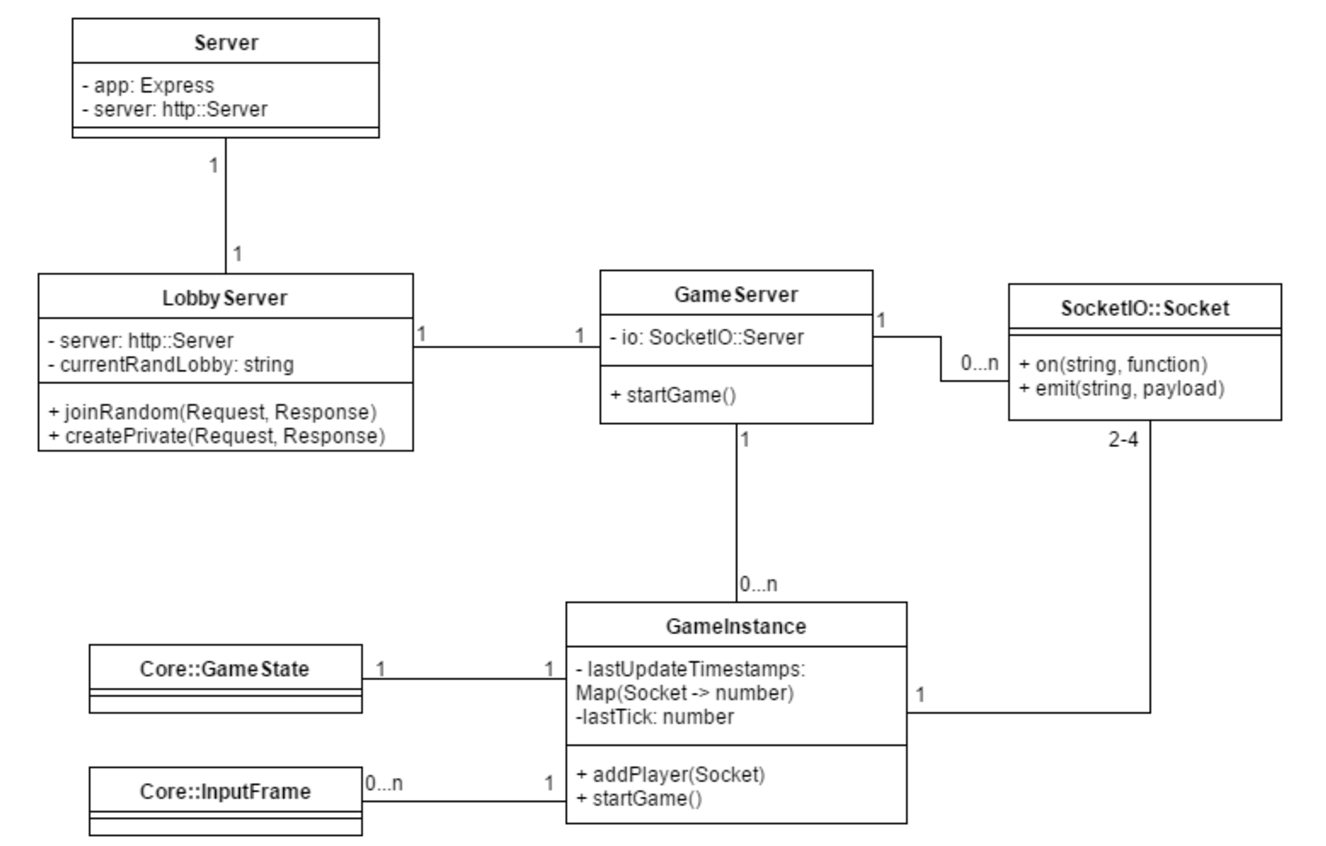 Server
- app: Express
- server: http::Server
1
1
LobbyServer
- server: http::Server
- currentRandLobby: string
+ joinRandom(Request, Response)
+ createPrivate(Request, Response)
1
1
GameServer
- io: SocketIO::Server
+ startGame()
1
0...n
SocketIO::Socket
+ on(string, function)
+ emit(string, payload)
1
2-4
0...n
GameInstance
- lastUpdateTimestamps:
Map(Socket -> number)
-lastTick: number
+ addPlayer(Socket)
+ startGame()
1
Core::GameState
1
1
Core::InputFrame
0...n
1